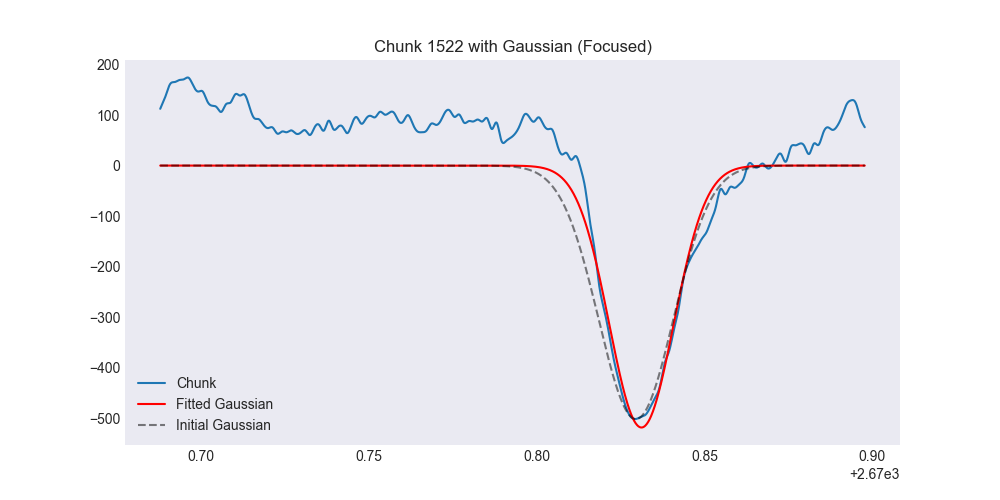 Chunk 1522 with Gaussian (Focused)
200
100
0
−100
−200
−300
−400
−500
Chunk
Fitted Gaussian
Initial Gaussian
0.70 0.75 0.80 0.85 0.90
+2.67e3